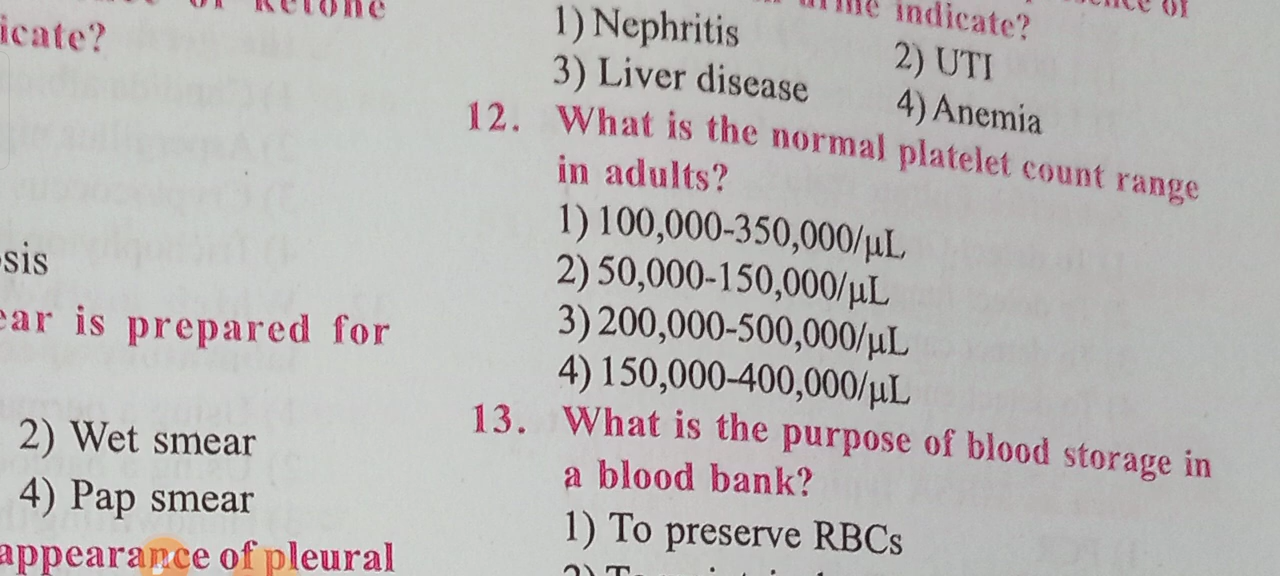 Ketone
icate?
sis
ear is prepared for
2) Wet smear
4) Pap smear
appearance of pleural
indicate?
1) Nephritis
2) UTI
3) Liver disease
4) Anemia
12. What is the normal platelet count range
in adults?
1) 100,000-350,000/µL
2) 50,000-150,000/µL
3) 200,000-500,000/µL
4) 150,000-400,000/µL
13. What is the purpose of blood storage in
a blood bank?
1) To preserve RBCs